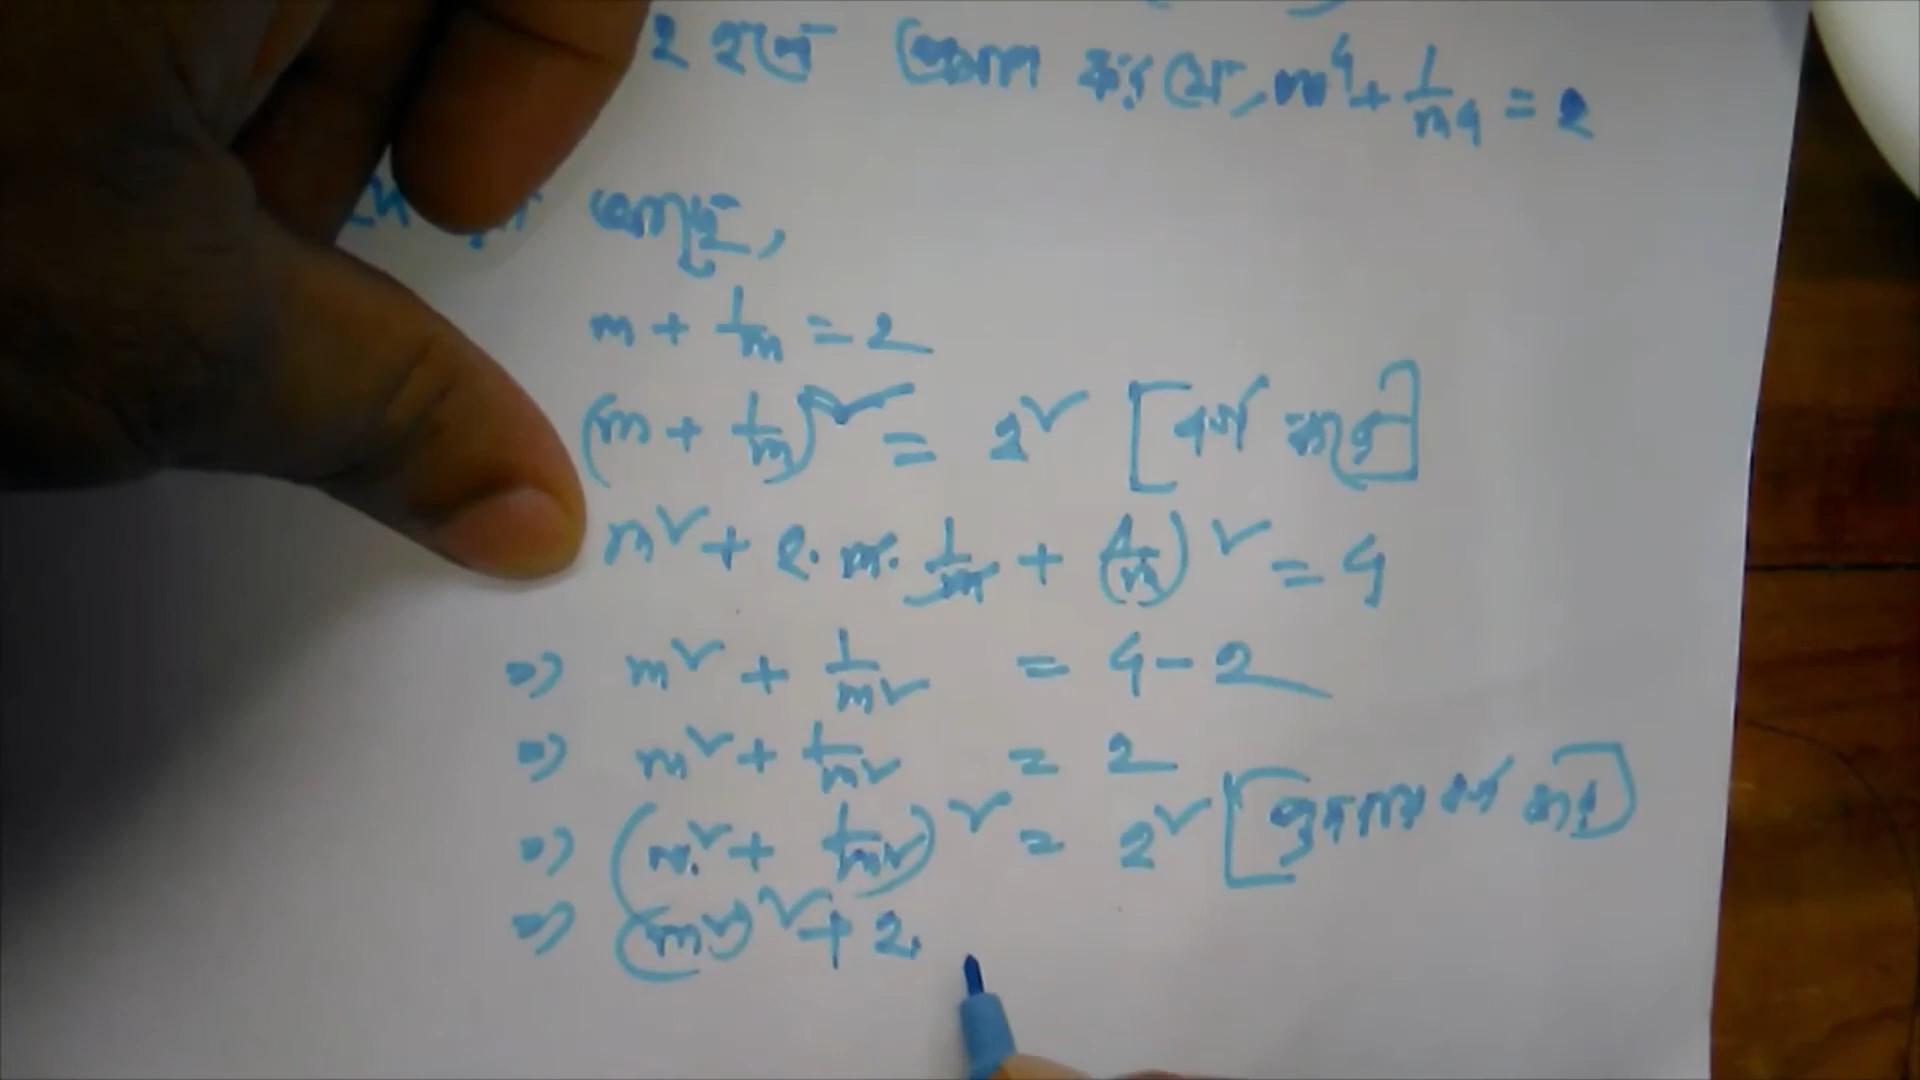 2 হলে প্রমাণ কর যে, m⁴ + 1/m⁴ = 2
আছে,
m + 1/m = 2
(m + 1/m)² = 2² [বর্গ করে]
m² + 2. m. 1/m + (1/m)² = 4
⇒ m² + 1/m² = 4 - 2
⇒ m² + 1/m² = 2
⇒ (m² + 1/m²)² = 2² [পুনরায় বর্গ করে]
⇒ (m²)² + 2.